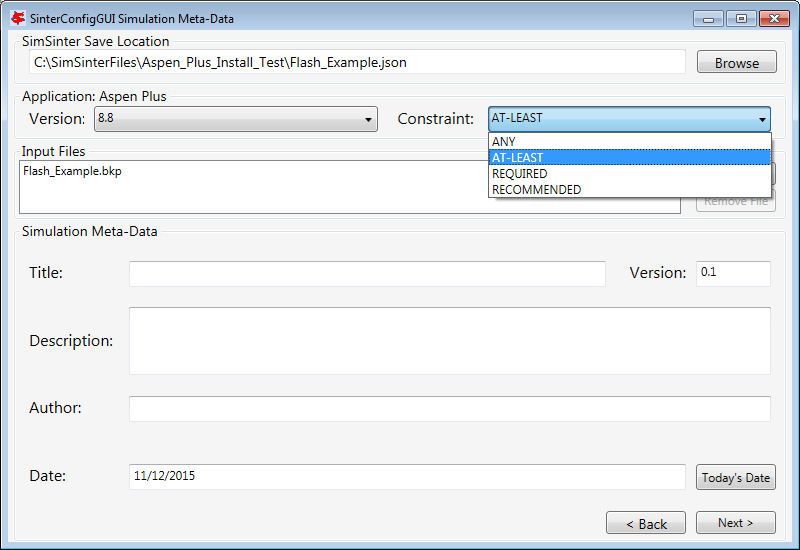 SinterConfigGUI Simulation Meta-Data
SimSinter Save Location
C:\SimSinterFiles\Aspen_Plus_Install_Test\Flash_Example.json
Browse
Application: Aspen Plus
Version: 8.8 Constraint: AT-LEAST
ANY
AT-LEAST
REQUIRED
RECOMMENDED
Input Files
Flash_Example.bkp
Remove File
Simulation Meta-Data
Title: Version: 0.1
Description:
Author:
Date: 11/12/2015 Today's Date
< Back Next >